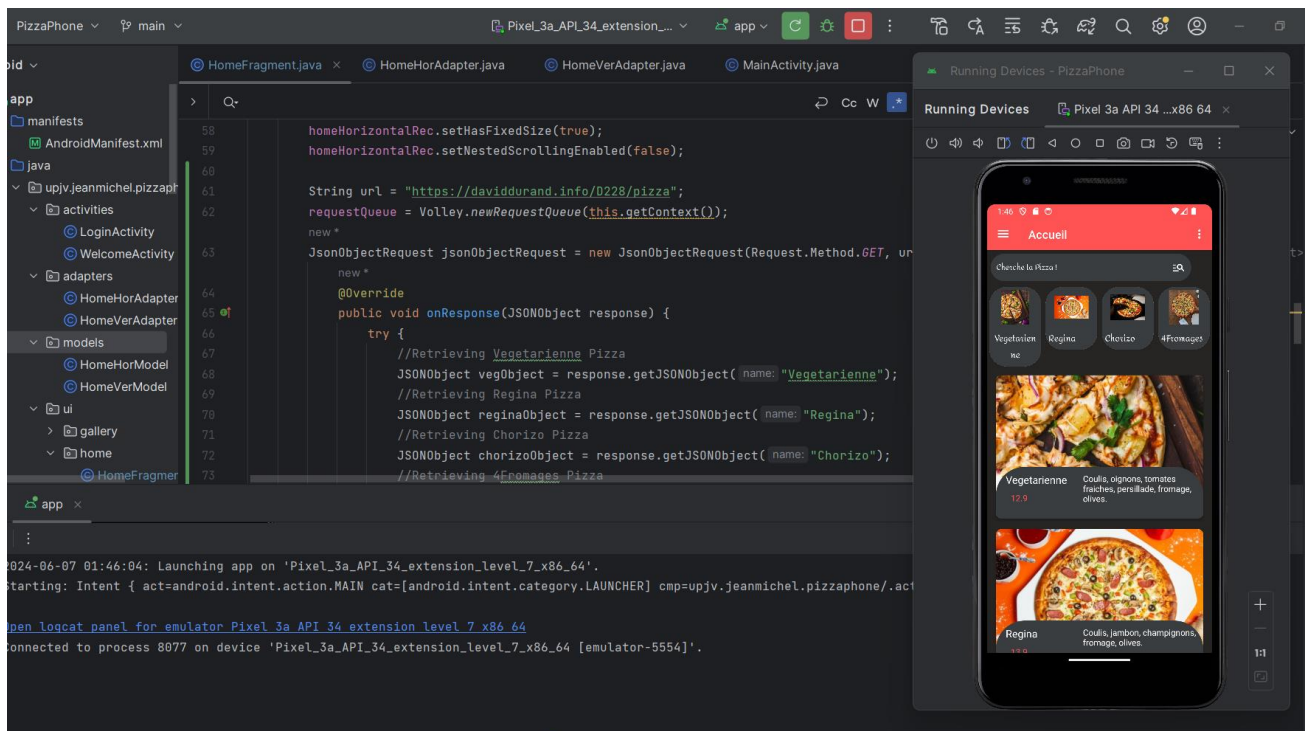 PizzaPhone main Pixel_3a_API_34_extension_... app
HomeFragment.java HomeHorAdapter.java HomeVerAdapter.java MainActivity.java
Cc W .*
app
manifests
AndroidManifest.xml
java
upjv.jeanmichel.pizzaph
activities
LoginActivity
WelcomeActivity
adapters
HomeHorAdapter
HomeVerAdapter
models
HomeHorModel
HomeVerModel
ui
gallery
home
HomeFragmer
58 homeHorizontalRec.setHasFixedSize(true);
59 homeHorizontalRec.setNestedScrollingEnabled(false);
60
61 String url = "https://daviddurand.info/D228/pizza";
62 requestQueue = Volley.newRequestQueue(this.getContext());
new *
63 JsonObjectRequest jsonObjectRequest = new JsonObjectRequest(Request.Method.GET, ur
new *
64 @Override
65 public void onResponse(JSONObject response) {
66 try {
67 //Retrieving Vegetarienne Pizza
68 JSONObject vegObject = response.getJSONObject( name: "Vegetarienne");
69 //Retrieving Regina Pizza
70 JSONObject reginaObject = response.getJSONObject( name: "Regina");
71 //Retrieving Chorizo Pizza
72 JSONObject chorizoObject = response.getJSONObject( name: "Chorizo");
73 //Retrieving 4Fromages Pizza
app
2024-06-07 01:46:04: Launching app on 'Pixel_3a_API_34_extension_level_7_x86_64'.
Starting: Intent { act=android.intent.action.MAIN cat=[android.intent.category.LAUNCHER] cmp=upjv.jeanmichel.pizzaphone/.act
Open logcat panel for emulator Pixel 3a API 34 extension level 7 x86 64
Connected to process 8077 on device 'Pixel_3a_API_34_extension_level_7_x86_64 [emulator-5554]'.
Running Devices - PizzaPhone
Running Devices Pixel 3a API 34 ...x86 64
1:46
Accueil
Cherche la Pizza !
Vegetarien Regina Chorizo 4Fromages
ne
Vegetarienne
12.9
Coulis, oignons, tomates
fraiches, persillade, fromage,
olives.
Regina
12.9
Coulis, jambon, champignons,
fromage, olives.
1:1